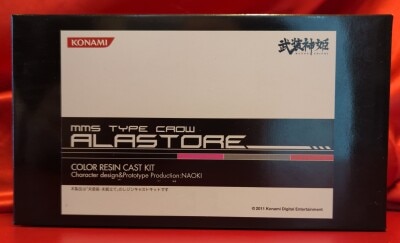 KONAMI
武装神姫
MMS TYPE CROW
ALASTORE
COLOR RESIN CAST KIT
Character design&Prototype Production:NAOKI
© 2011 Konami Digital Entertainment